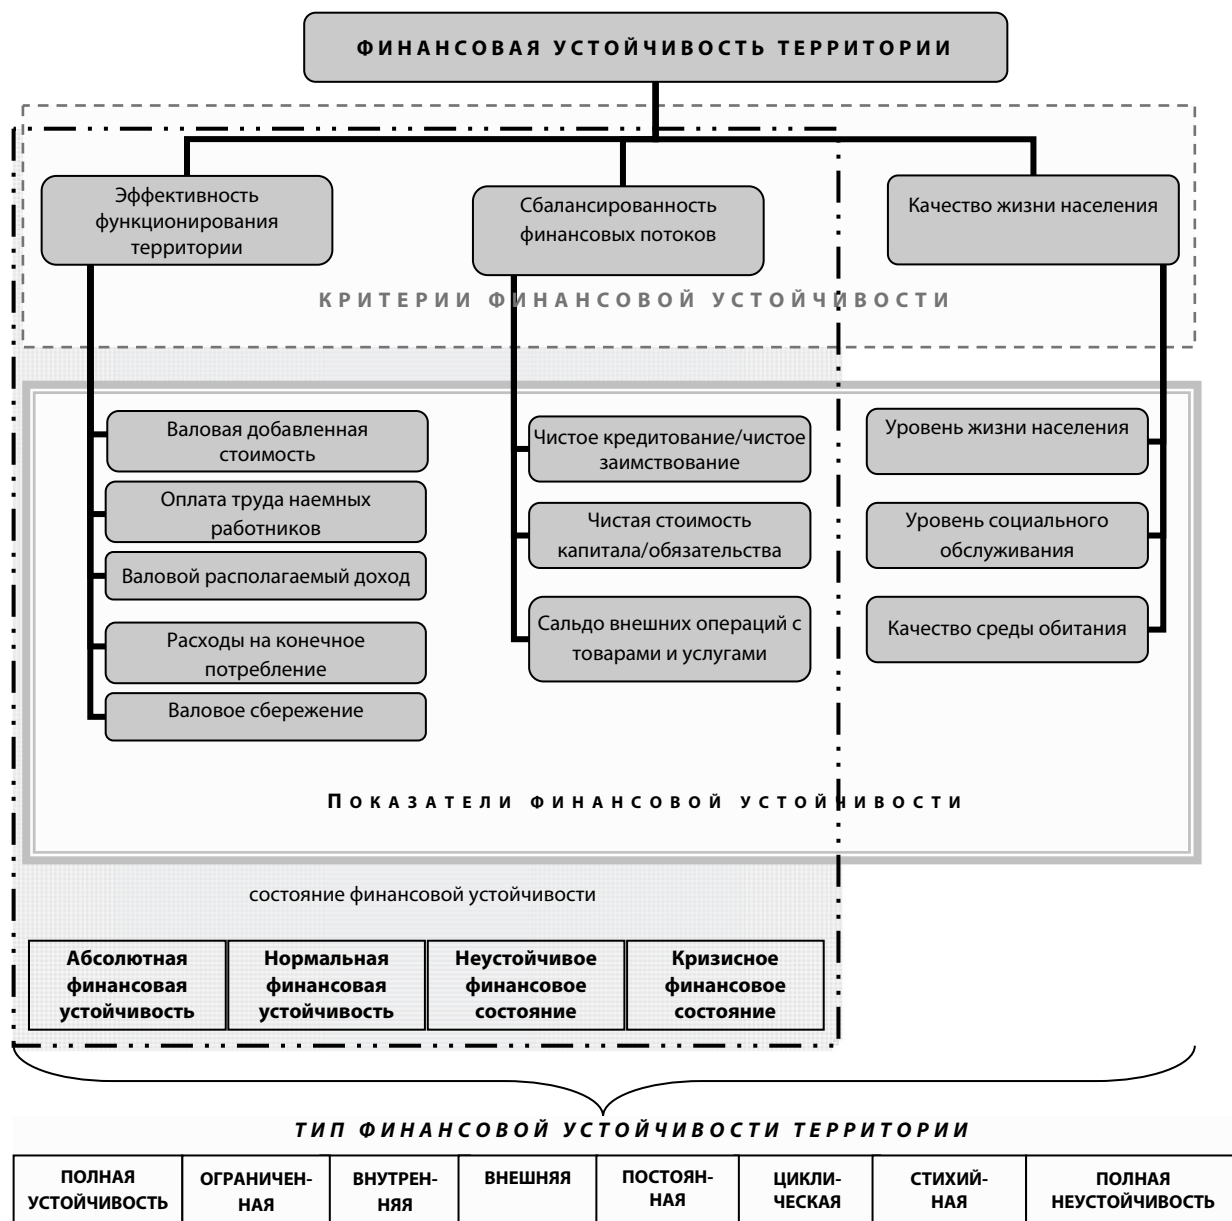 ФИНАНСОВАЯ УСТОЙЧИВОСТЬ ТЕРРИТОРИИ
Эффективность
функционирования
территории
Сбалансированность
финансовых потоков
Качество жизни населения
КРИТЕРИИ ФИНАНСОВОЙ УСТОЙЧИВОСТИ
Валовая добавленная
стоимость
Оплата труда наемных
работников
Валовой располагаемый доход
Расходы на конечное
потребление
Валовое сбережение
Чистое кредитование/чистое
заимствование
Чистая стоимость
капитала/обязательства
Сальдо внешних операций с
товарами и услугами
Уровень жизни населения
Уровень социального
обслуживания
Качество среды обитания
ПОКАЗАТЕЛИ ФИНАНСОВОЙ УСТОЙЧИВОСТИ
состояние финансовой устойчивости
Абсолютная
финансовая
устойчивость
Нормальная
финансовая
устойчивость
Неустойчивое
финансовое
состояние
Кризисное
финансовое
состояние
ТИП ФИНАНСОВОЙ УСТОЙЧИВОСТИ ТЕРРИТОРИИ
ПОЛНАЯ
УСТОЙЧИВОСТЬ
ОГРАНИЧЕН-
НАЯ
ВНУТРЕН-
НЯЯ
ВНЕШНЯЯ
ПОСТОЯН-
НАЯ
ЦИКЛИ-
ЧЕСКАЯ
СТИХИЙ-
НАЯ
ПОЛНАЯ
НЕУСТОЙЧИВОСТЬ